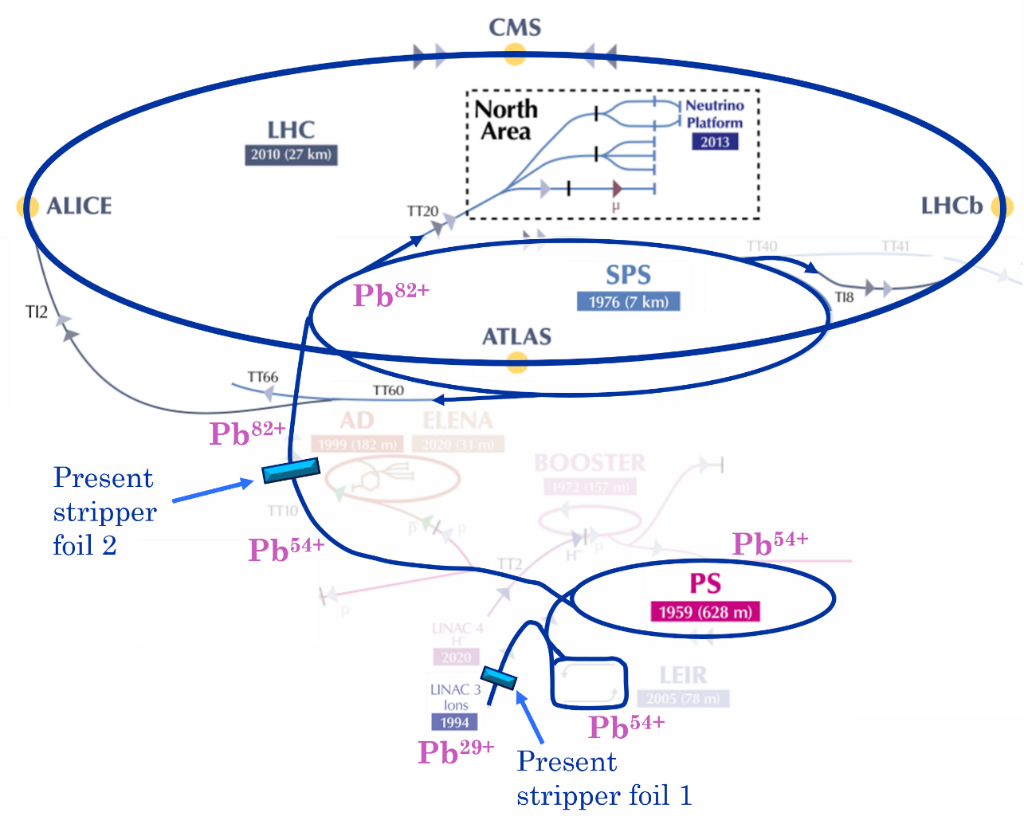 CMS
North
Area
Neutrino
Platform
2013
LHC
2010 (27 km)
ALICE
LHCb
TT20
μ
TT40
TT41
SPS
1976 (7 km)
Pb82+
TI2
TI8
ATLAS
TT66
TT60
Pb82+
AD
1999 (182 m)
ELENA
2020 (31 m)
BOOSTER
1972 (157 m)
Present
stripper
foil 2
TT10
p
p
H−
p
Pb54+
Pb54+
TT2
PS
1959 (628 m)
p
LINAC 4
H−
2020
LINAC 3
Ions
1994
LEIR
2005 (78 m)
Pb54+
Pb29+
Present
stripper foil 1